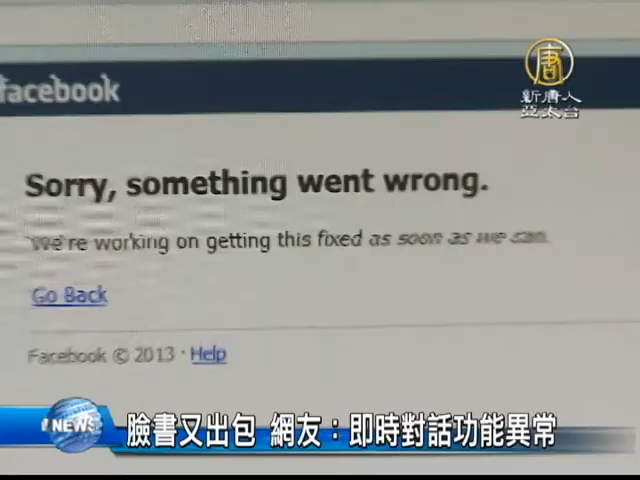 facebook
唐
新唐人
亞太台
Sorry, something went wrong.
We're working on getting this fixed as soon as we can.
Go Back
Facebook © 2013 · Help
NEWS
臉書又出包 網友：即時對話功能異常